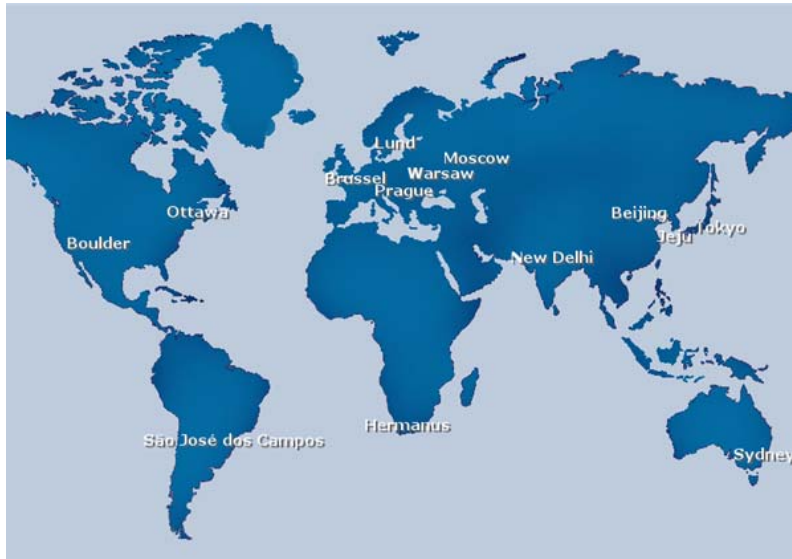 Lund
Moscow
Warsaw
Brussel
Prague
Ottawa
Beijing
Tokyo
Jeju
Boulder
New Delhi
Hermanus
São José dos Campos
Sydney